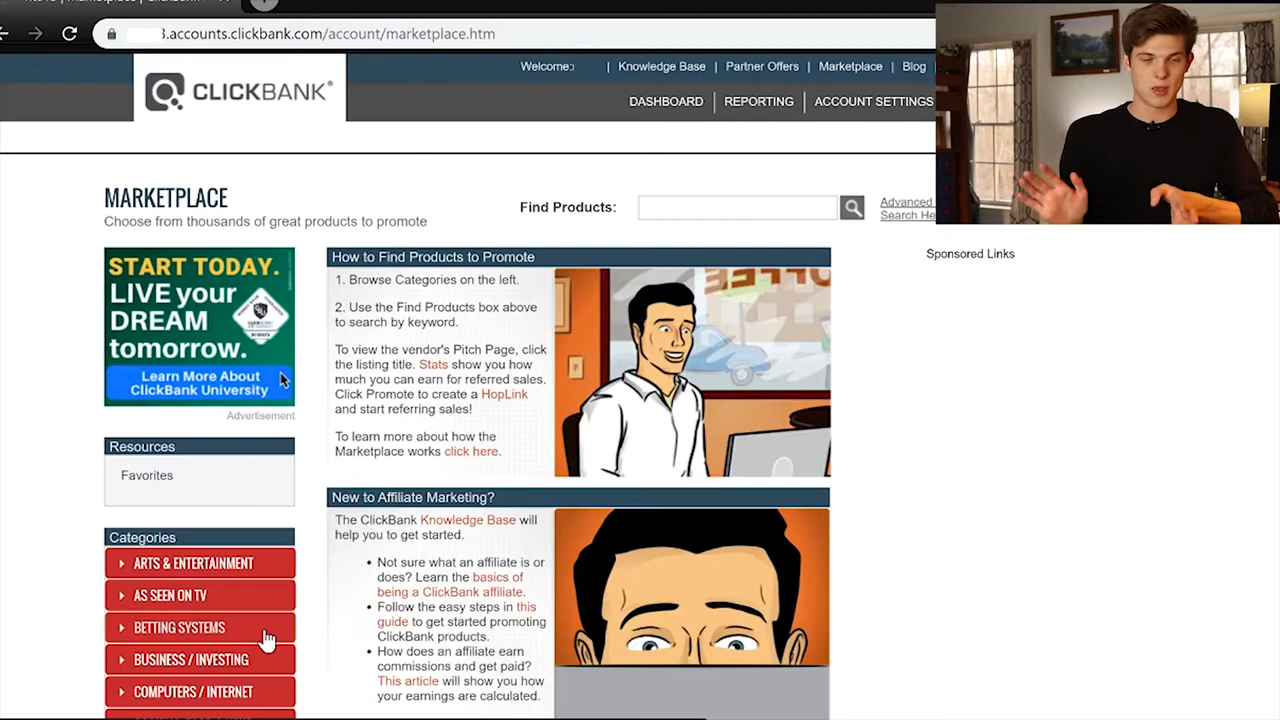 3.accounts.clickbank.com/account/marketplace.htm
CLICKBANK
Welcome: | Knowledge Base | Partner Offers | Marketplace | Blog
DASHBOARD | REPORTING | ACCOUNT SETTINGS
MARKETPLACE
Choose from thousands of great products to promote
Find Products:
Advanced
Search He
START TODAY.
LIVE your
DREAM
tomorrow.
Learn More About
ClickBank University
Advertisement
Resources
Favorites
Categories
ARTS & ENTERTAINMENT
AS SEEN ON TV
BETTING SYSTEMS
BUSINESS / INVESTING
COMPUTERS / INTERNET
How to Find Products to Promote
1. Browse Categories on the left.
2. Use the Find Products box above
to search by keyword.
To view the vendor's Pitch Page, click
the listing title. Stats show you how
much you can earn for referred sales.
Click Promote to create a HopLink
and start referring sales!
To learn more about how the
Marketplace works click here.
New to Affiliate Marketing?
The ClickBank Knowledge Base will
help you to get started.
• Not sure what an affiliate is or
does? Learn the basics of
being a ClickBank affiliate.
• Follow the easy steps in this
guide to get started promoting
ClickBank products.
• How does an affiliate earn
commissions and get paid?
This article will show you how
your earnings are calculated.
Sponsored Links